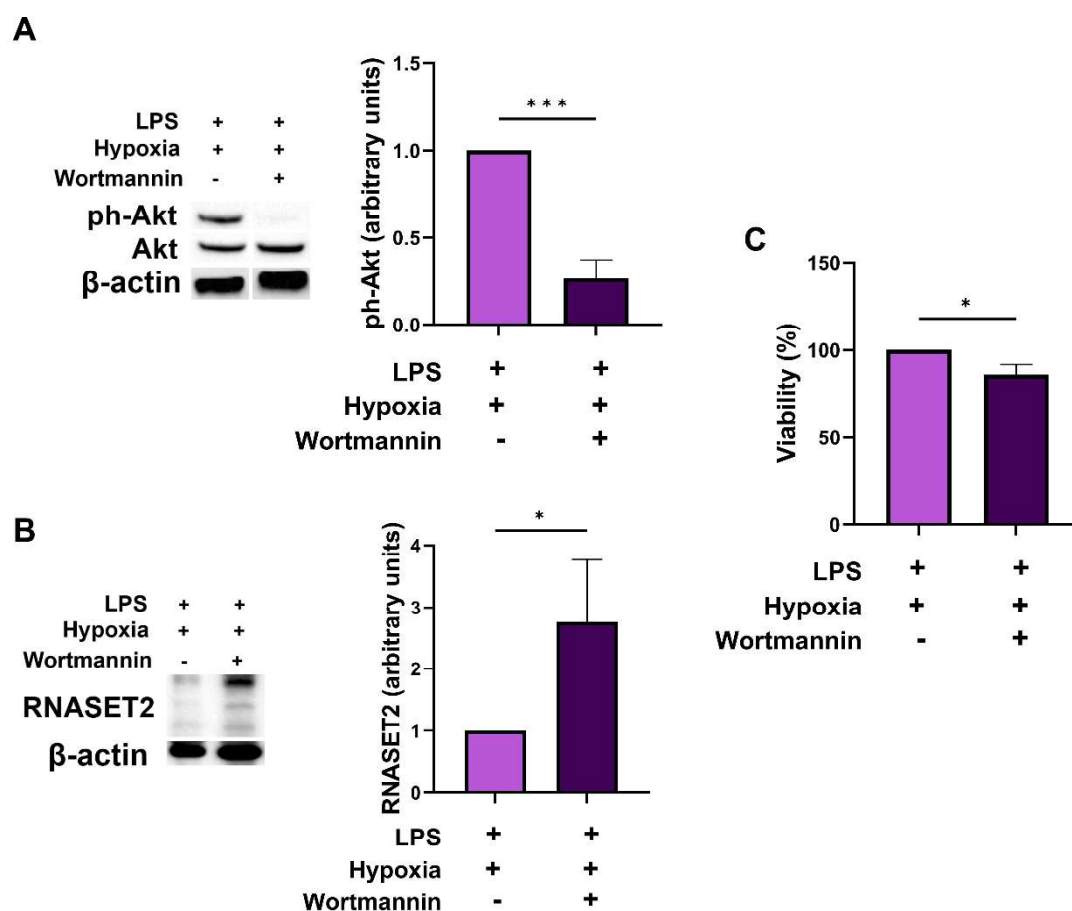 A
LPS + +
Hypoxia + +
Wortmannin - +
ph-Akt
Akt
β-actin
ph-Akt (arbitrary units)
1.5
1.0
0.5
0.0
***
LPS + +
Hypoxia + +
Wortmannin - +
B
LPS + +
Hypoxia + +
Wortmannin - +
RNASET2
β-actin
RNASET2 (arbitrary units)
4
3
2
1
0
*
LPS + +
Hypoxia + +
Wortmannin - +
C
Viability (%)
150
100
50
0
*
LPS + +
Hypoxia + +
Wortmannin - +